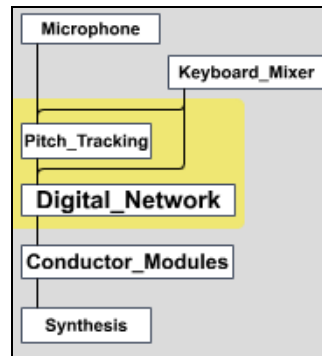 Microphone
Keyboard_Mixer
Pitch_Tracking
Digital_Network
Conductor_Modules
Synthesis